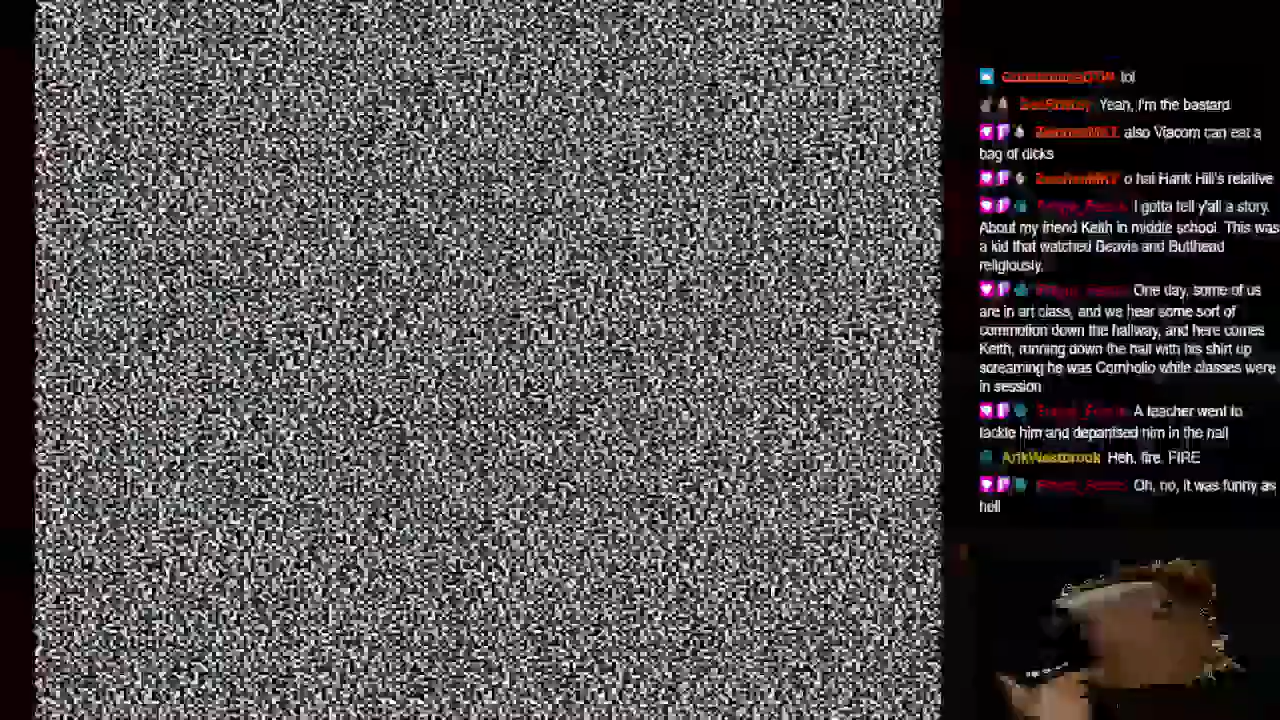 lol
Yeah, I'm the bastard
also Viacom can eat a
bag of dicks
o hai Hank Hill's relative
I gotta tell y'all a story.
About my friend Keith in middle school. This was
a kid that watched Beavis and Butthead
religiously.
One day, some of us
are in art class, and we hear some sort of
commotion down the hallway, and here comes
Keith, running down the hall with his shirt up
screaming he was Cornholio while classes were
in session
A teacher went to
tackle him and depantsed him in the hall
ArikWestbrook Heh, fire, FIRE
Oh, no, it was funny as
hell